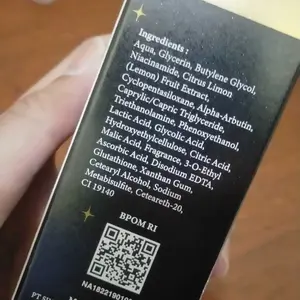 Ingredients :
Aqua, Glycerin, Butylene Glycol,
Niacinamide, Citrus Limon
(Lemon) Fruit Extract,
Cyclopentasiloxane, Alpha-Arbutin,
Caprylic/Capric Triglyceride,
Triethanolamine, Phenoxyethanol,
Lactic Acid, Glycolic Acid,
Hydroxyethylcellulose, Citric Acid,
Malic Acid, Fragrance, 3-O-Ethyl
Ascorbic Acid, Disodium EDTA,
Glutathione, Xanthan Gum,
Cetearyl Alcohol, Sodium
Metabisulfite, Ceteareth-20,
CI 19140
BPOM RI